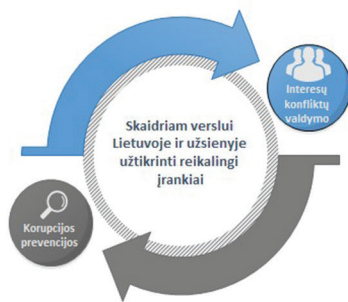 Interesų
konfliktų
valdymo
Skaidriam verslui
Lietuvoje ir užsienyje
užtikrinti reikalingi
įrankiai
Korupcijos
prevencijos